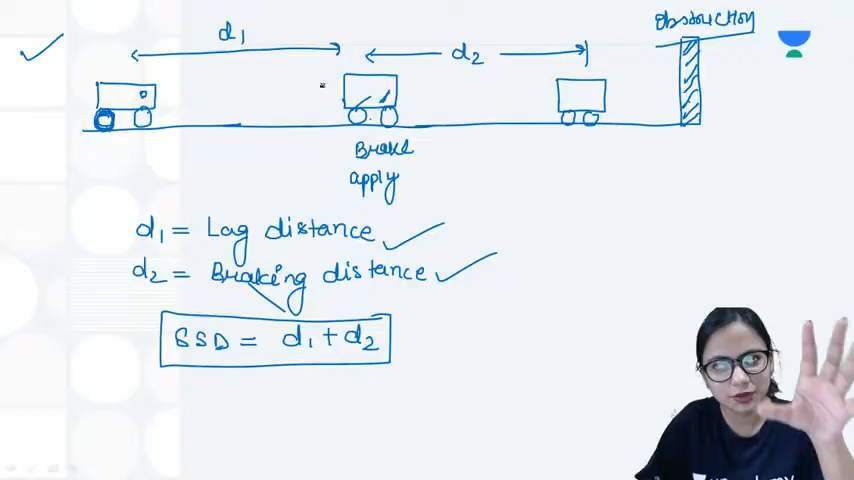 Obstruction
d₁
d₂
Brake
apply
d₁ = Lag distance
d₂ = Braking distance
SSD = d₁ + d₂